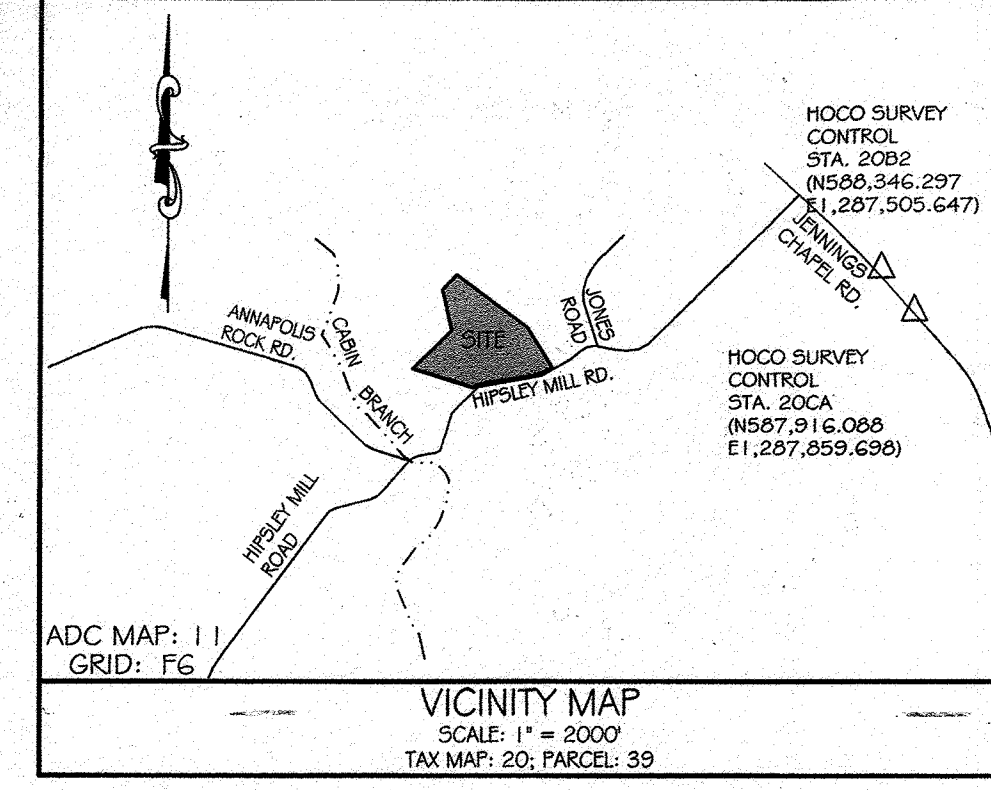 HOCO SURVEY
CONTROL
STA. 20B2
(N588,346.297
E1,287,505.647)
JENNINGS
CHAPEL RD.
ANNAPOLIS
ROCK RD.
CABIN
BRANCH
SITE
JONES
ROAD
HIPSLEY MILL RD.
HOCO SURVEY
CONTROL
STA. 20CA
(N587,916.088
E1,287,859.698)
HIPSLEY MILL
ROAD
ADC MAP: 11
GRID: F6
VICINITY MAP
SCALE: 1" = 2000'
TAX MAP: 20; PARCEL: 39